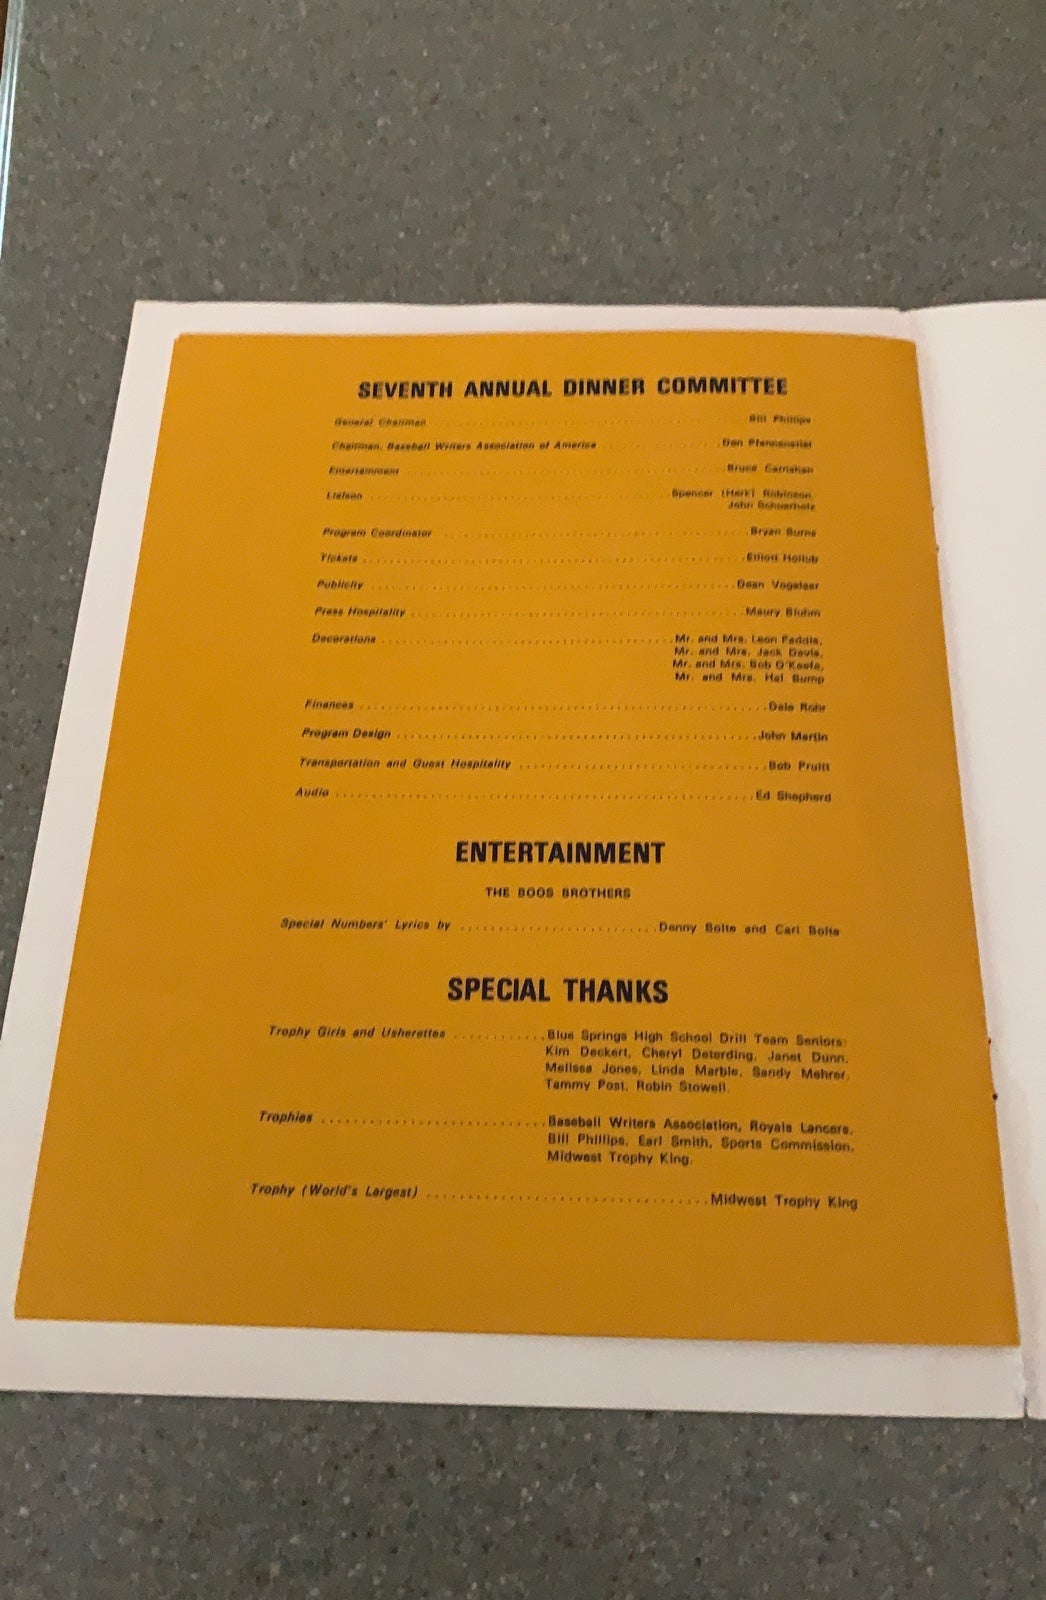 SEVENTH ANNUAL DINNER COMMITTEE
General Chairman Bill Phillips
Chairman, Baseball Writers Association of America Don Pfannenstiel
Entertainment Bruce Carnahan
Liaison Spencer (Herk) Robinson,
John Schuerholz
Program Coordinator Bryan Burns
Tickets Elliott Hollub
Publicity Dean Vogelaar
Press Hospitality Maury Bluhm
Decorations Mr. and Mrs. Leon
Mr. and Mrs. Jack Davis,
Mr. and Mrs. Bob O'Keefe,
Mr. and Mrs. Hal Bump
Finances Dale Rohr
Program Design John Martin
Transportation and Guest Hospitality Bob Pruitt
Audio Ed Shepherd
ENTERTAINMENT
THE BOOB BROTHERS
Special Numbers' Lyrics by Denny Bolte and Carl Bolte
SPECIAL THANKS
Trophy Girls and Usherettes Blue Springs High School Drill Team Seniors:
Kim Deckert, Cheryl Deterding, Janet Dunn,
Melissa Jones, Linda Marble, Sandy Mehrer,
Tammy Post, Robin Stowell.
Trophies Baseball Writers Association, Royals Lancers,
Bill Phillips, Earl Smith, Sports Commission,
Midwest Trophy King.
Trophy (World's Largest) Midwest Trophy King